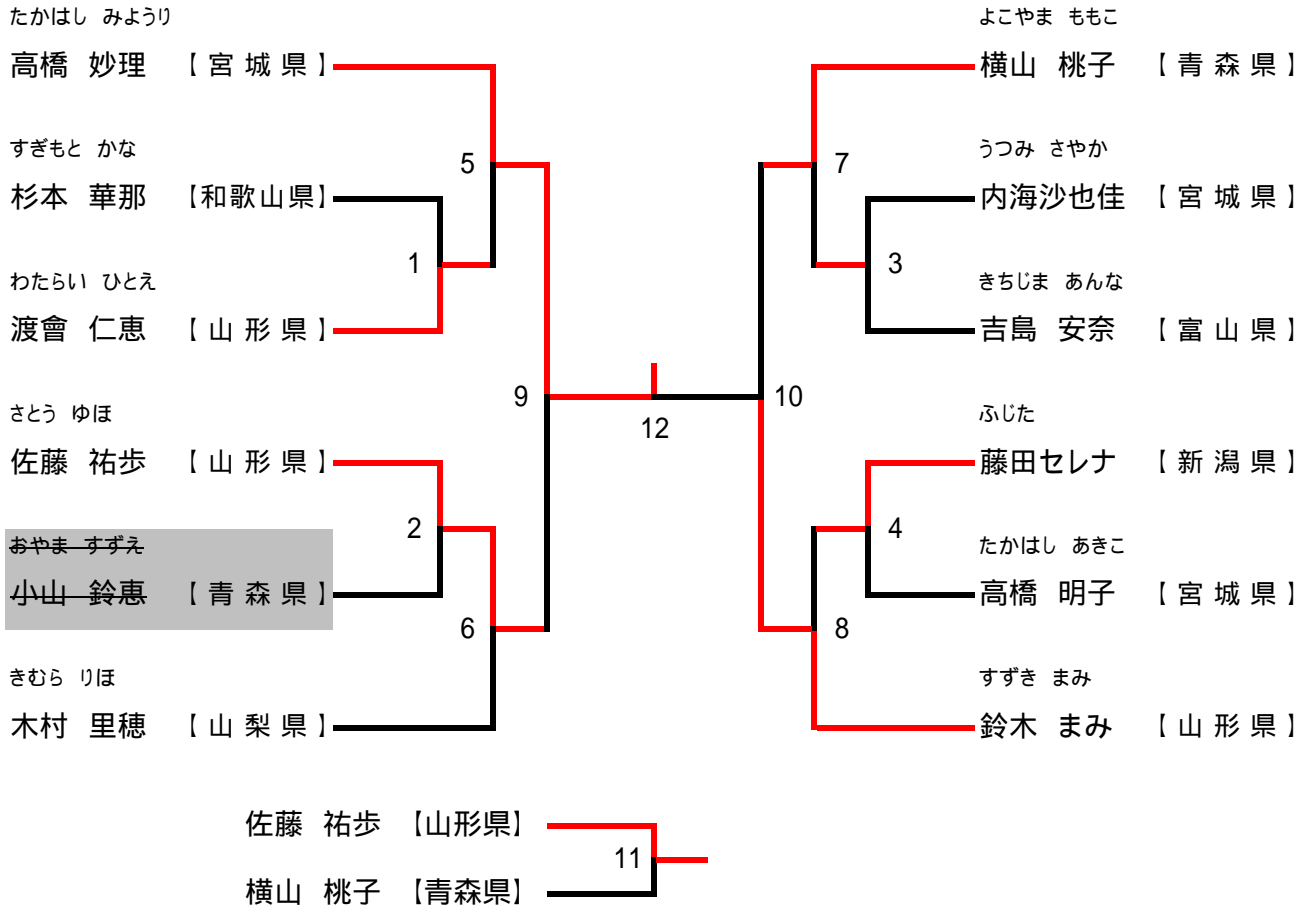 たかはし みようり
高橋 妙理 【宮城県】
すぎもと かな
杉本 華那 【和歌山県】
わたらい ひとえ
渡會 仁恵 【山形県】
さとう ゆほ
佐藤 祐歩 【山形県】
おやま すずえ
小山 鈴惠 【青森県】
きむら りほ
木村 里穂 【山梨県】
5
1
9
2
6
12
よこやま ももこ
横山 桃子 【青森県】
うつみ さやか
内海沙也佳 【宮城県】
きちじま あんな
吉島 安奈 【富山県】
ふじた
藤田セレナ 【新潟県】
たかはし あきこ
高橋 明子 【宮城県】
すずき まみ
鈴木 まみ 【山形県】
7
3
10
4
8
佐藤 祐歩 【山形県】
11
横山 桃子 【青森県】